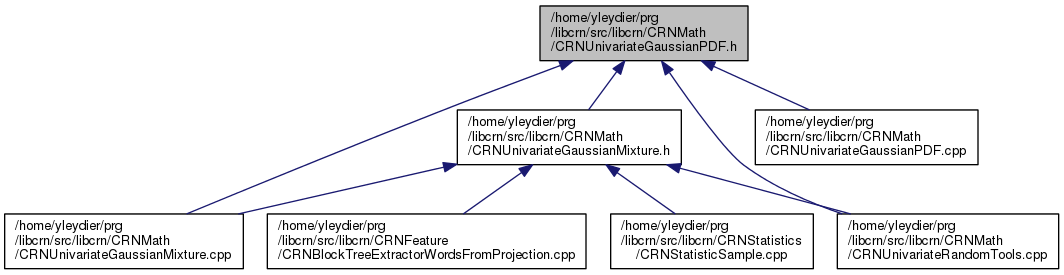 /home/yleydier/prg
/libcrn/src/libcrn/CRNMath
/CRNUnivariateGaussianPDF.h
/home/yleydier/prg
/libcrn/src/libcrn/CRNMath
/CRNUnivariateGaussianMixture.h
/home/yleydier/prg
/libcrn/src/libcrn/CRNMath
/CRNUnivariateGaussianPDF.cpp
/home/yleydier/prg
/libcrn/src/libcrn/CRNMath
/CRNUnivariateGaussianMixture.cpp
/home/yleydier/prg
/libcrn/src/libcrn/CRNFeature
/CRNBlockTreeExtractorWordsFromProjection.cpp
/home/yleydier/prg
/libcrn/src/libcrn/CRNStatistics
/CRNStatisticSample.cpp
/home/yleydier/prg
/libcrn/src/libcrn/CRNMath
/CRNUnivariateRandomTools.cpp